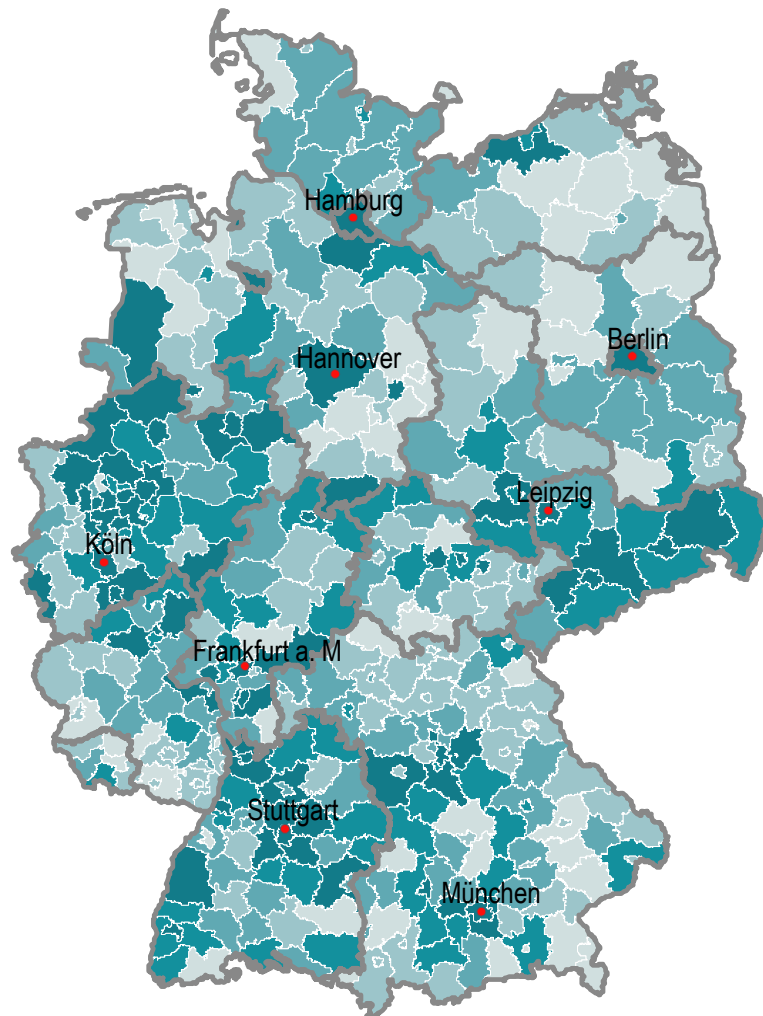 Hamburg
Berlin
Hannover
Leipzig
Köln
Frankfurt a. M
Stuttgart
München